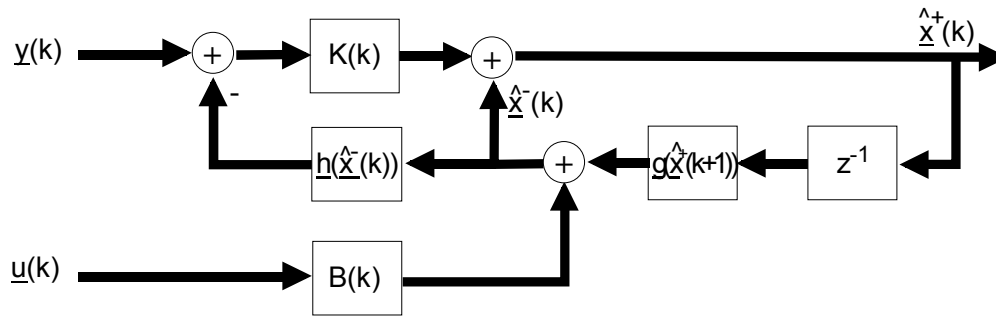 x̂⁺(k)
y(k)
+
K(k)
+
-
x̂⁻(k)
h(x̂⁻(k))
+
g(x̂⁺(k+1))
z⁻¹
u(k)
B(k)